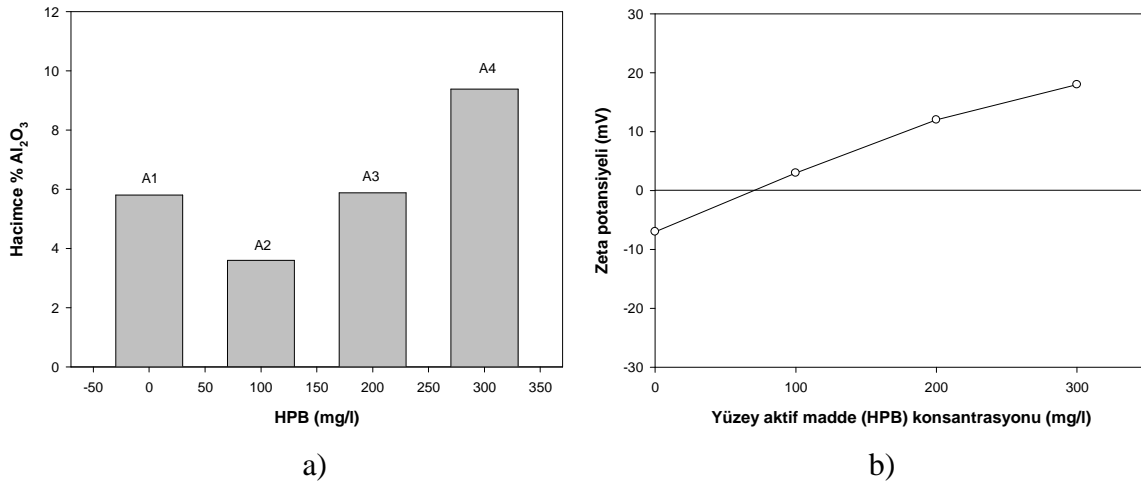 12
10
8
6
4
2
0
Hacimce % Al₂O₃
A1
A2
A3
A4
-50 0 50 100 150 200 250 300 350
HPB (mg/l)
a)
30
20
10
0
-10
-20
-30
Zeta potansiyeli (mV)
0 100 200 300
Yüzey aktif madde (HPB) konsantrasyonu (mg/l)
b)